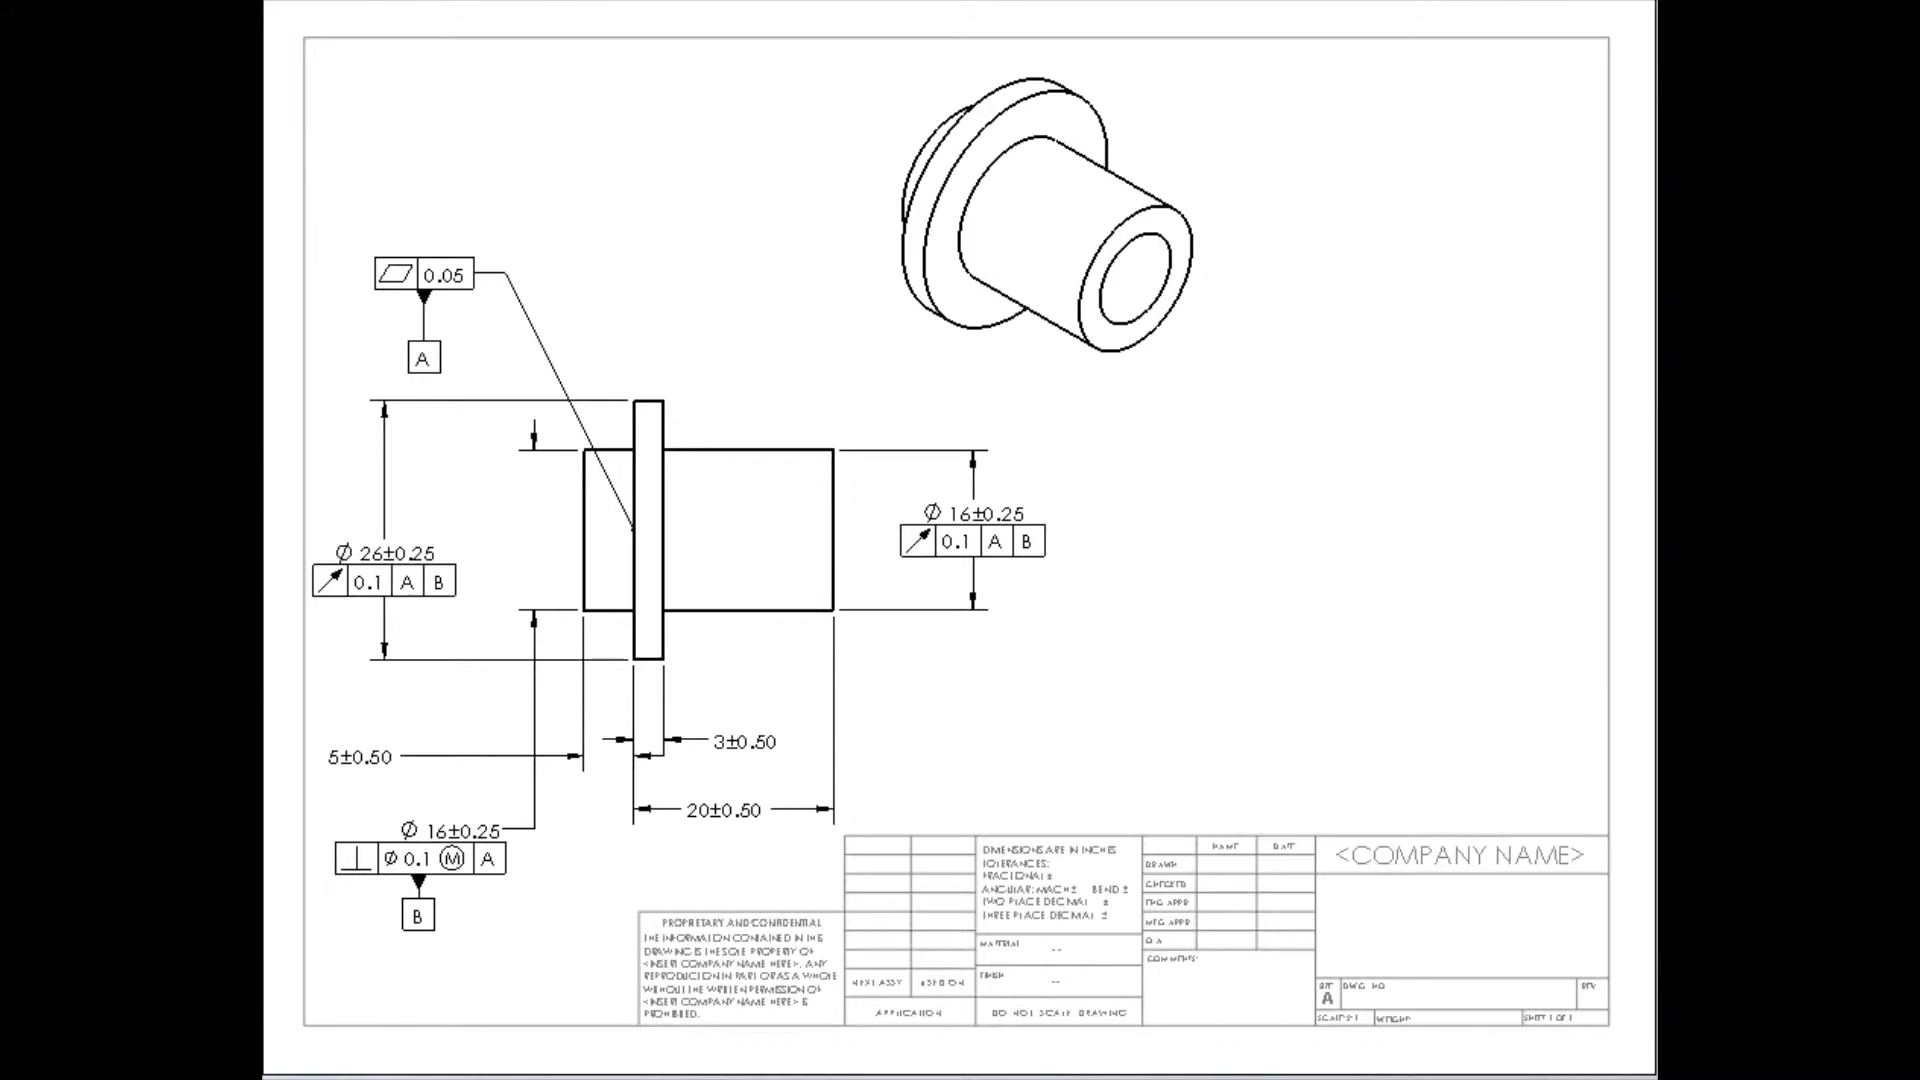 0.05
A
⌀ 16±0.25
0.1 A B
⌀ 26±0.25
0.1 A B
3±0.50
5±0.50
20±0.50
⌀ 16±0.25
⌀ 0.1 Ⓜ A
B
PROPRIETARY AND CONFIDENTIAL
THE INFORMATION CONTAINED IN THIS
DRAWING IS THE SOLE PROPERTY OF
<INSERT COMPANY NAME HERE>. ANY
REPRODUCTION IN PART OR AS A WHOLE
WITHOUT THE WRITTEN PERMISSION OF
<INSERT COMPANY NAME HERE> IS
PROHIBITED.
NEXT ASSY USED ON
APPLICATION
DIMENSIONS ARE IN INCHES
TOLERANCES:
FRACTIONAL ±
ANGULAR: MACH ± BEND ±
TWO PLACE DECIMAL ±
THREE PLACE DECIMAL ±
MATERIAL
--
FINISH
--
DO NOT SCALE DRAWING
NAME DATE
DRAWN
CHECKED
ENG APPR
MFG APPR
Q.A.
COMMENTS:
<COMPANY NAME>
SIZE DWG. NO. REV
A
WEIGHT:
SHEET 1 OF 1